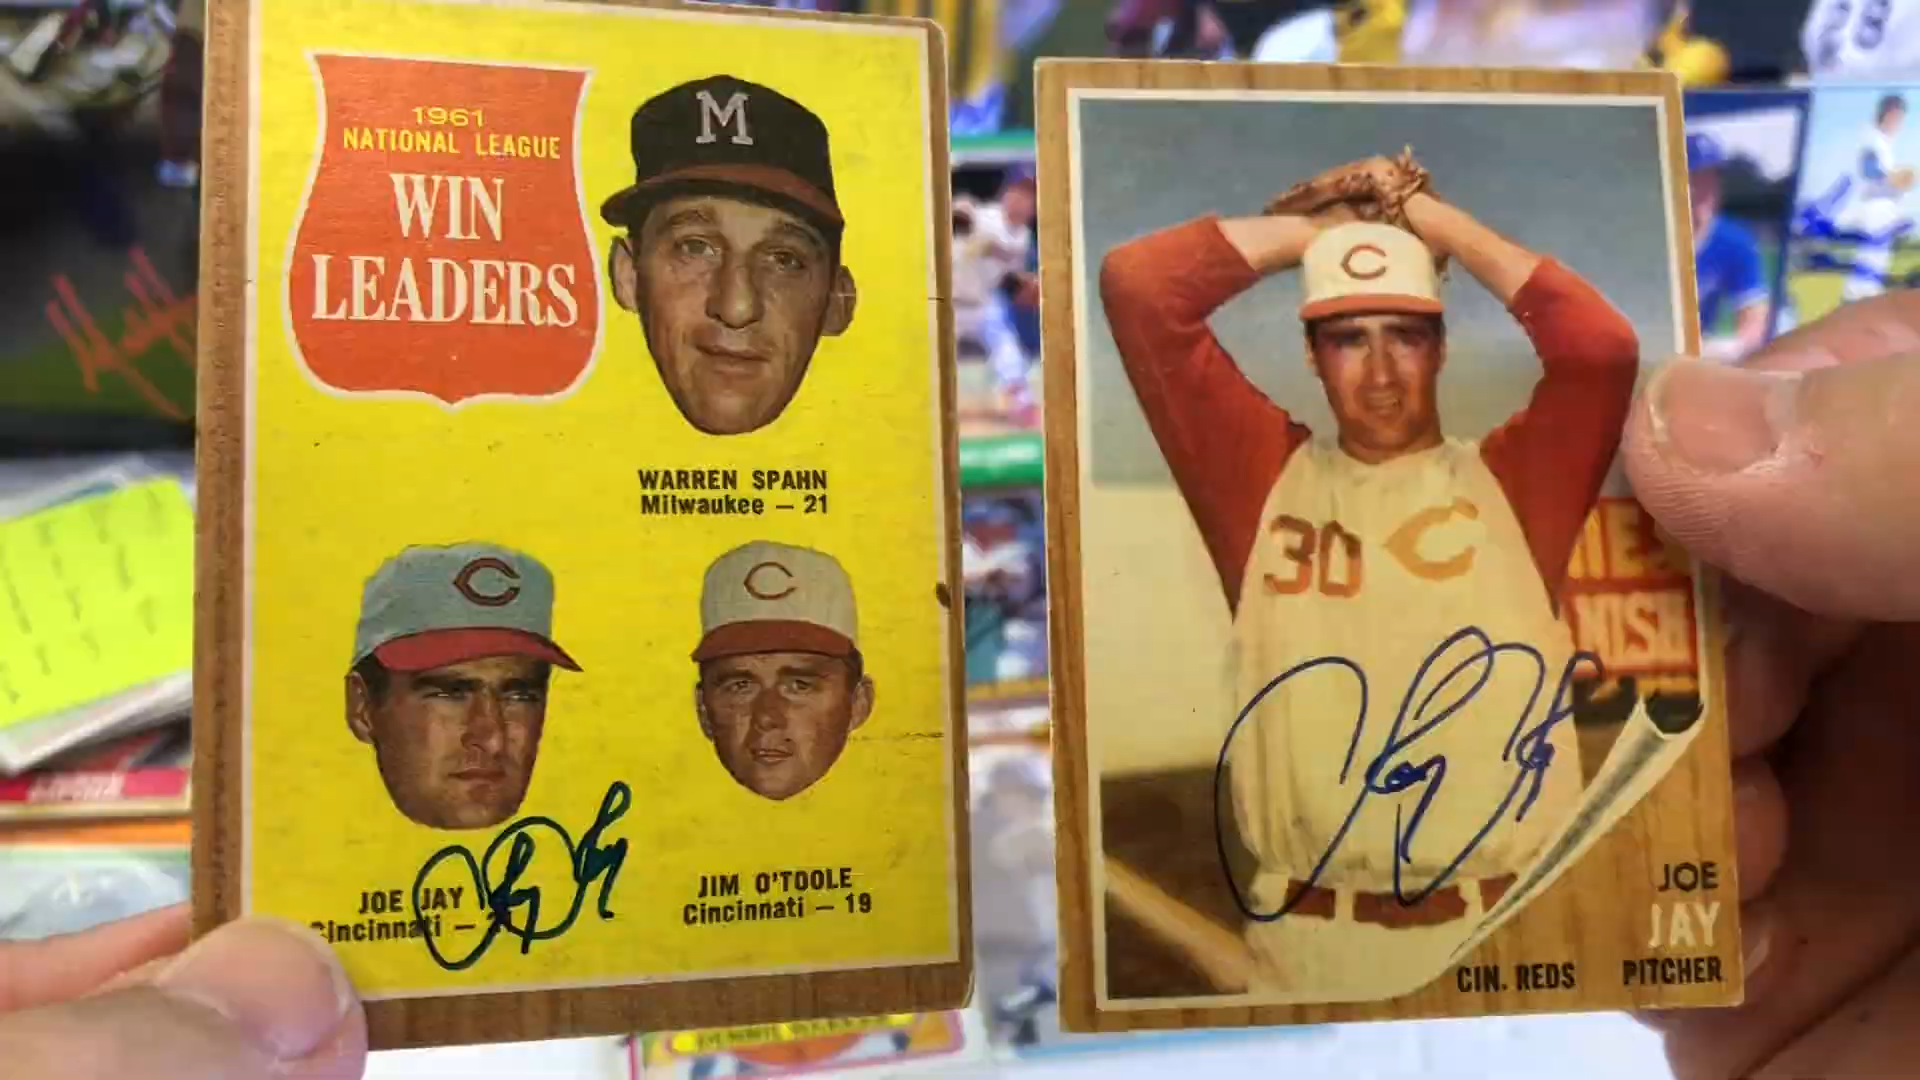 1961
NATIONAL LEAGUE
WIN
LEADERS
M
WARREN SPAHN
Milwaukee – 21
C
C
JOE JAY
Cincinnati –
JIM O'TOOLE
Cincinnati – 19
C
30 C
JOE
JAY
CIN. REDS PITCHER